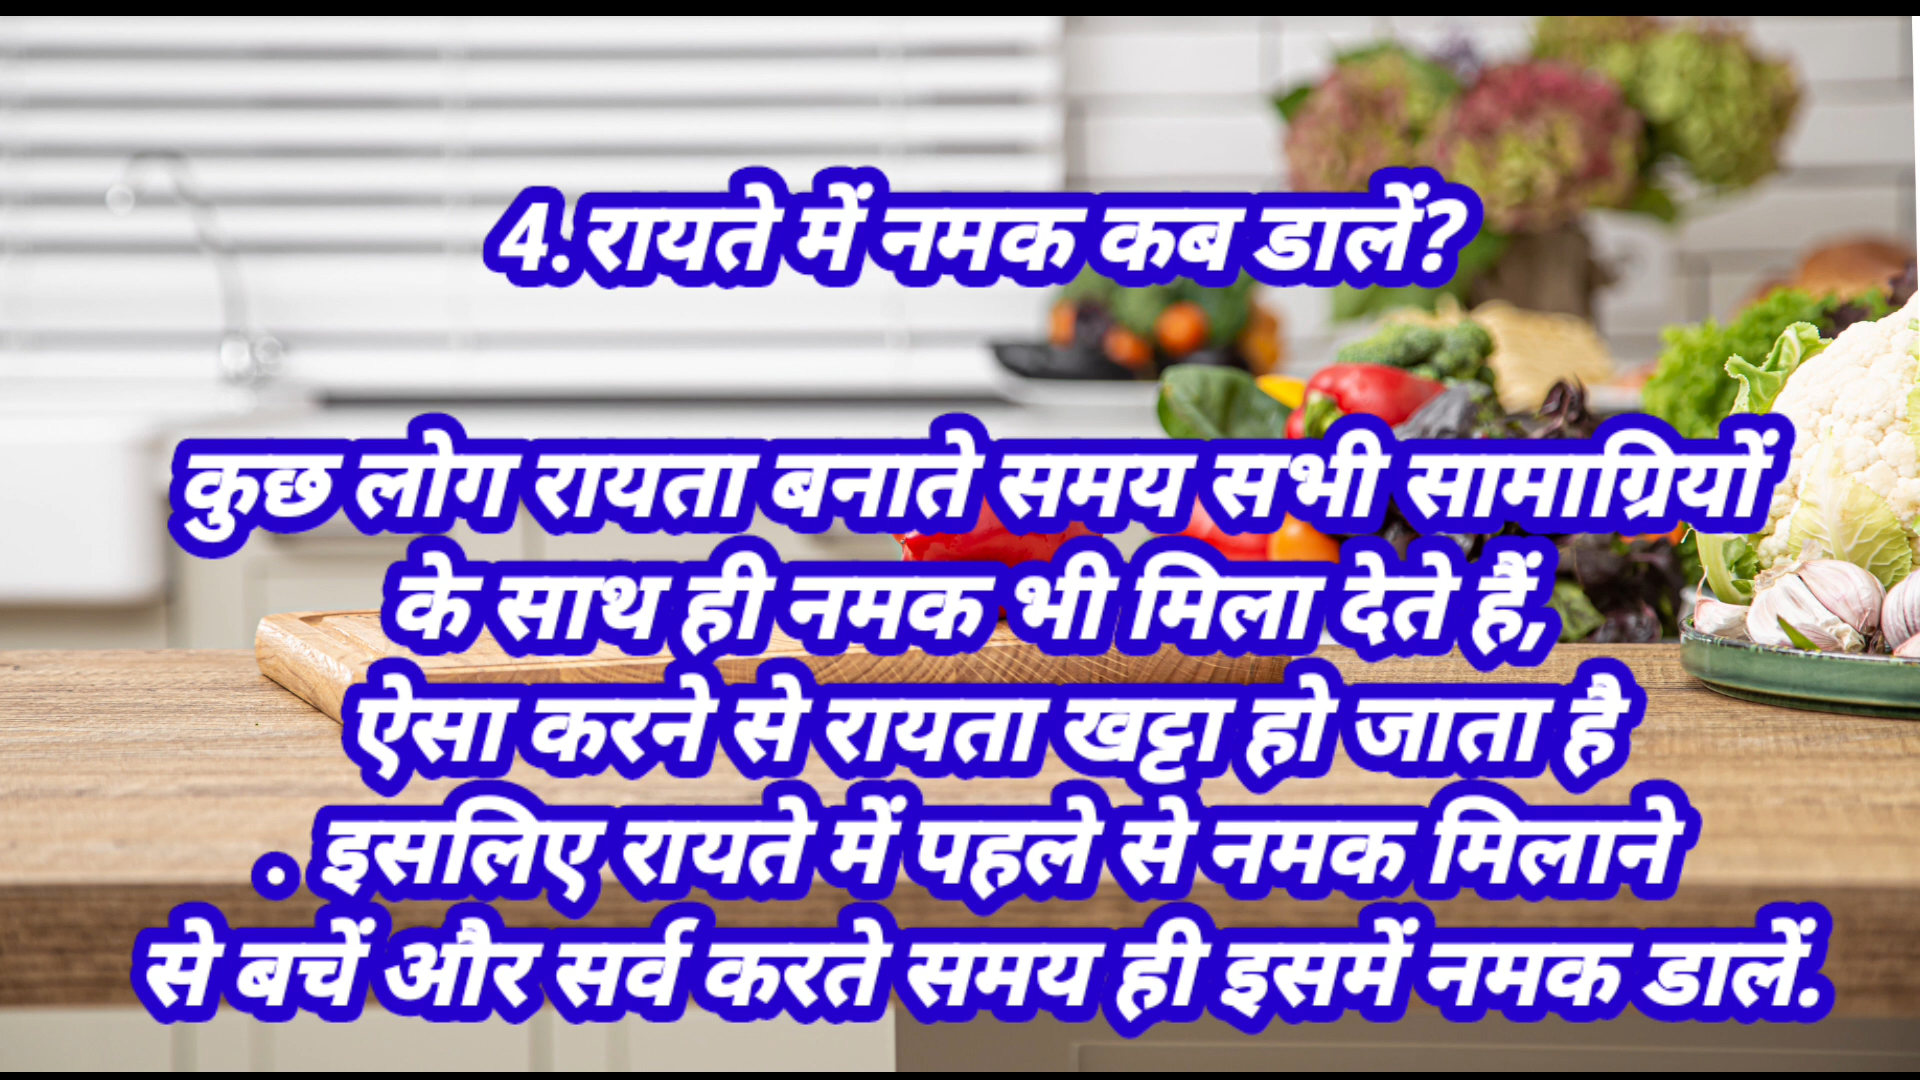 4.रायते में नमक कब डालें?
कुछ लोग रायता बनाते समय सभी सामाग्रियों
के साथ ही नमक भी मिला देते हैं,
ऐसा करने से रायता खट्टा हो जाता है
. इसलिए रायते में पहले से नमक मिलाने
से बचें और सर्व करते समय ही इसमें नमक डालें.